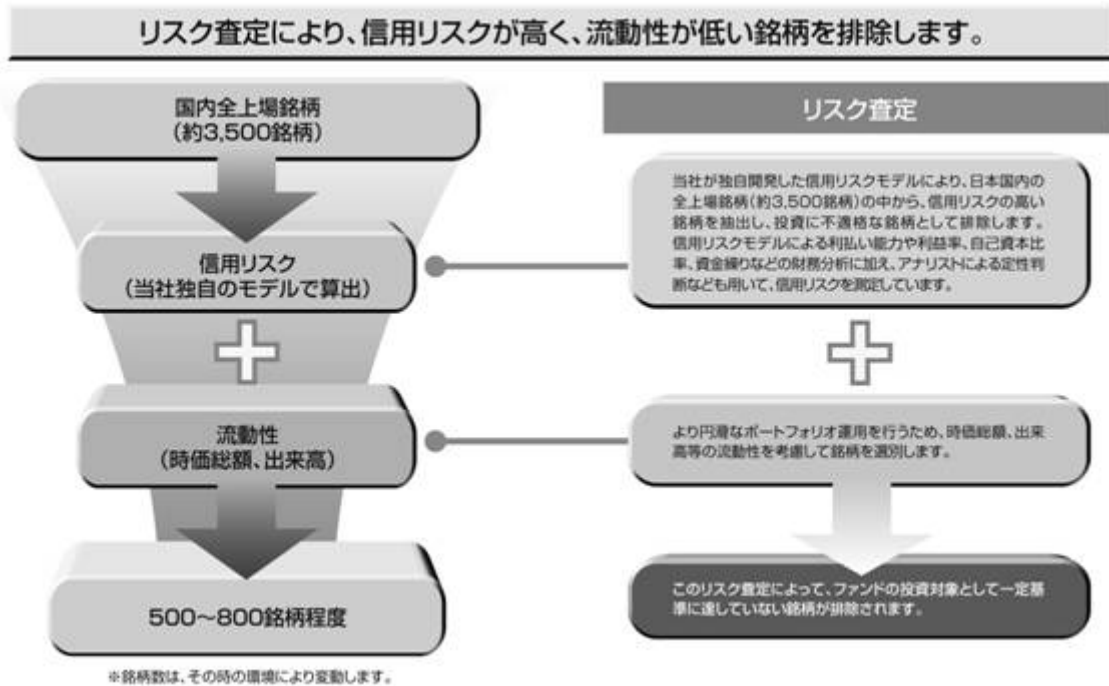 リスク査定により、信用リスクが高く、流動性が低い銘柄を排除します。
国内全上場銘柄
(約3,500銘柄)
信用リスク
(当社独自のモデルで算出)
流動性
(時価総額、出来高)
500〜800銘柄程度
※銘柄数は、その時の環境により変動します。
リスク査定
当社が独自開発した信用リスクモデルにより、日本国内の
全上場銘柄(約3,500銘柄)の中から、信用リスクの高い
銘柄を抽出し、投資に不適格な銘柄として排除します。
信用リスクモデルによる利払い能力や利益率、自己資本比
率、資金繰りなどの財務分析に加え、アナリストによる定性判
断なども用いて、信用リスクを測定しています。
より円滑なポートフォリオ運用を行うため、時価総額、出来
高等の流動性を考慮して銘柄を選別します。
このリスク査定によって、ファンドの投資対象として一定基
準に達していない銘柄が排除されます。